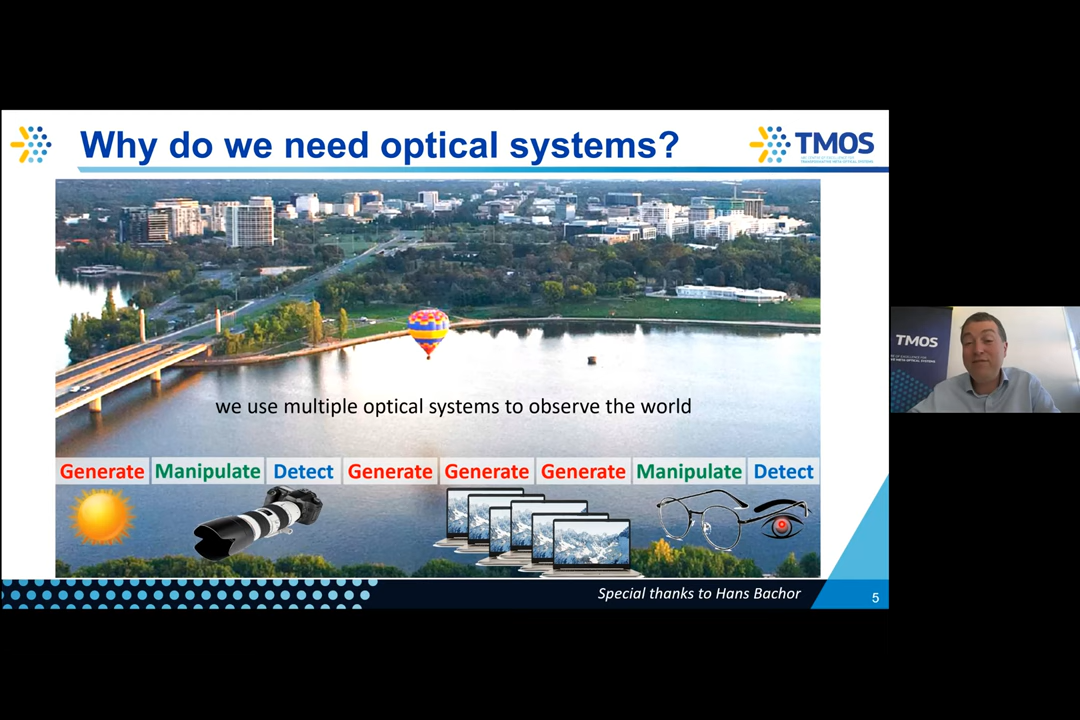 Why do we need optical systems?
TMOS
we use multiple optical systems to observe the world
Generate Manipulate Detect Generate Generate Generate Manipulate Detect
Special thanks to Hans Bachor
5
TMOS